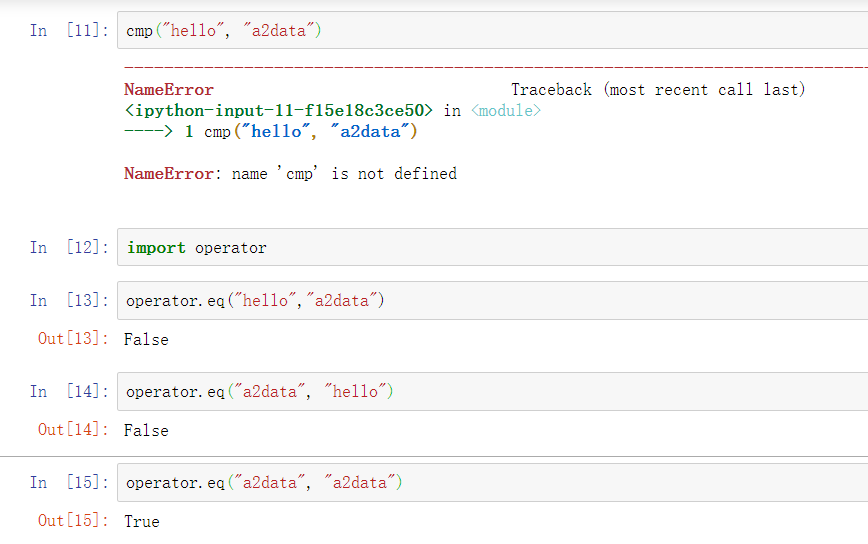 In [11]: cmp("hello", "a2data")
---------------------------------------------------------------------------
NameError Traceback (most recent call last)
<ipython-input-11-f15e18c3ce50> in <module>
----> 1 cmp("hello", "a2data")
NameError: name 'cmp' is not defined
In [12]: import operator
In [13]: operator.eq("hello","a2data")
Out[13]: False
In [14]: operator.eq("a2data", "hello")
Out[14]: False
In [15]: operator.eq("a2data", "a2data")
Out[15]: True